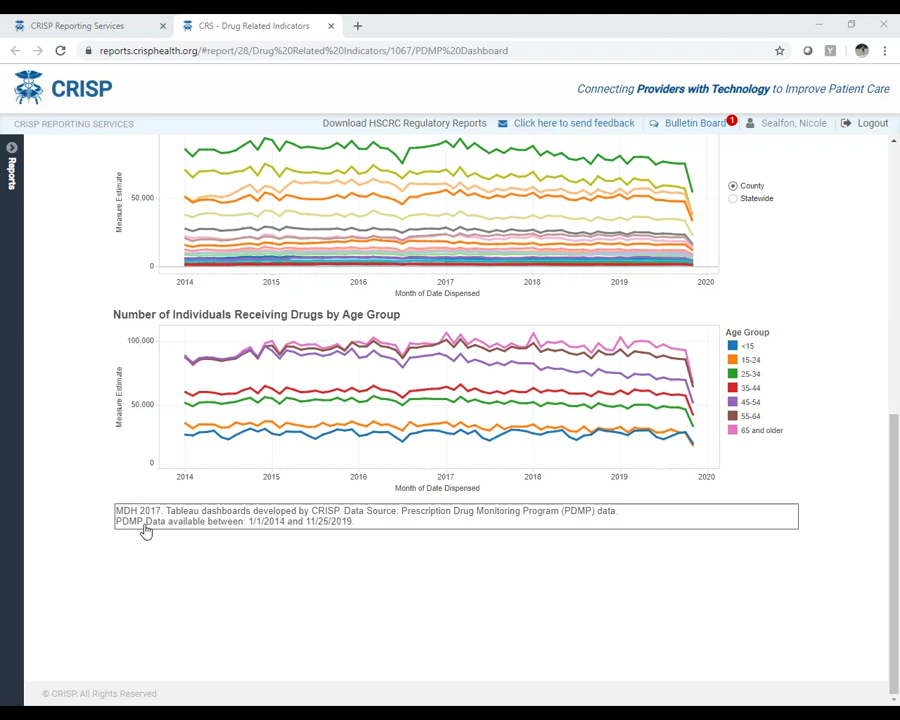 CRISP Reporting Services
CRS - Drug Related Indicators
reports.crisphealth.org/#report/28/Drug%20Related%20Indicators/1067/PDMP%20Dashboard
Y
CRISP
Connecting Providers with Technology to Improve Patient Care
CRISP REPORTING SERVICES
Download HSCRC Regulatory Reports
Click here to send feedback
Bulletin Board
1
Sealfon, Nicole
Logout
Reports
Measure Estimate
50,000
0
2014 2015 2016 2017 2018 2019 2020
Month of Date Dispensed
County
Statewide
Number of Individuals Receiving Drugs by Age Group
Measure Estimate
100,000
50,000
0
2014 2015 2016 2017 2018 2019 2020
Month of Date Dispensed
Age Group
<15
15-24
25-34
35-44
45-54
55-64
65 and older
MDH 2017. Tableau dashboards developed by CRISP. Data Source: Prescription Drug Monitoring Program (PDMP) data.
PDMP Data available between: 1/1/2014 and 11/25/2019.
© CRISP. All Rights Reserved